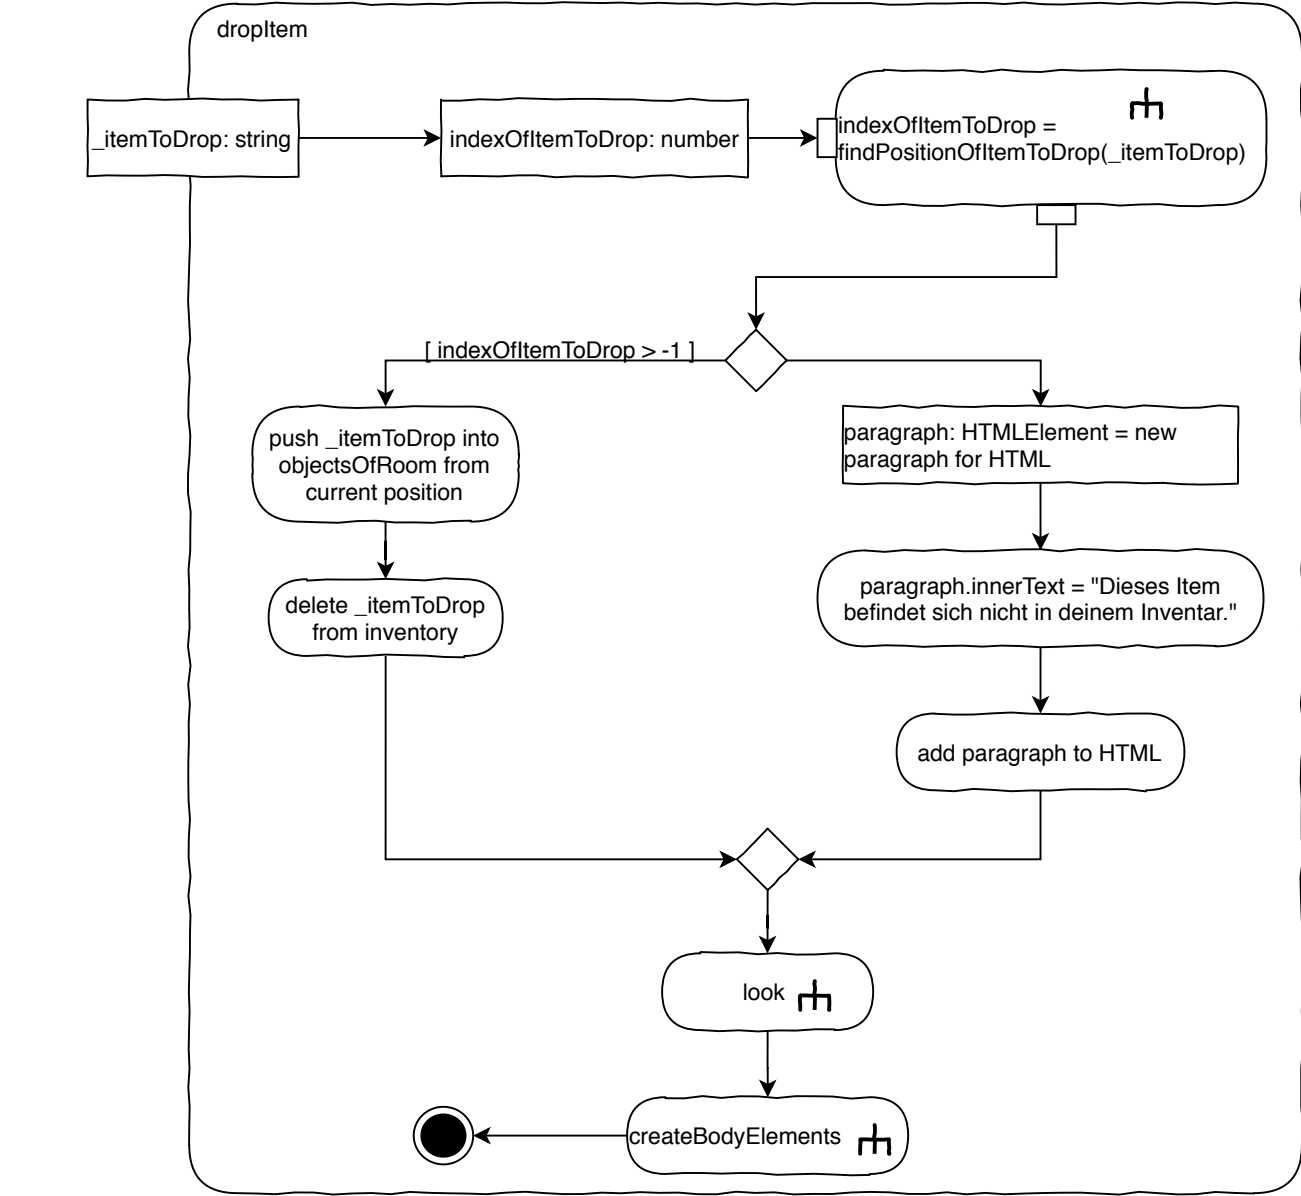 dropItem
_itemToDrop: string
indexOfItemToDrop: number
indexOfItemToDrop =
findPositionOfItemToDrop(_itemToDrop)
[ indexOfItemToDrop > -1 ]
push _itemToDrop into
objectsOfRoom from
current position
paragraph: HTMLElement = new
paragraph for HTML
delete _itemToDrop
from inventory
paragraph.innerText = "Dieses Item
befindet sich nicht in deinem Inventar."
add paragraph to HTML
look
createBodyElements